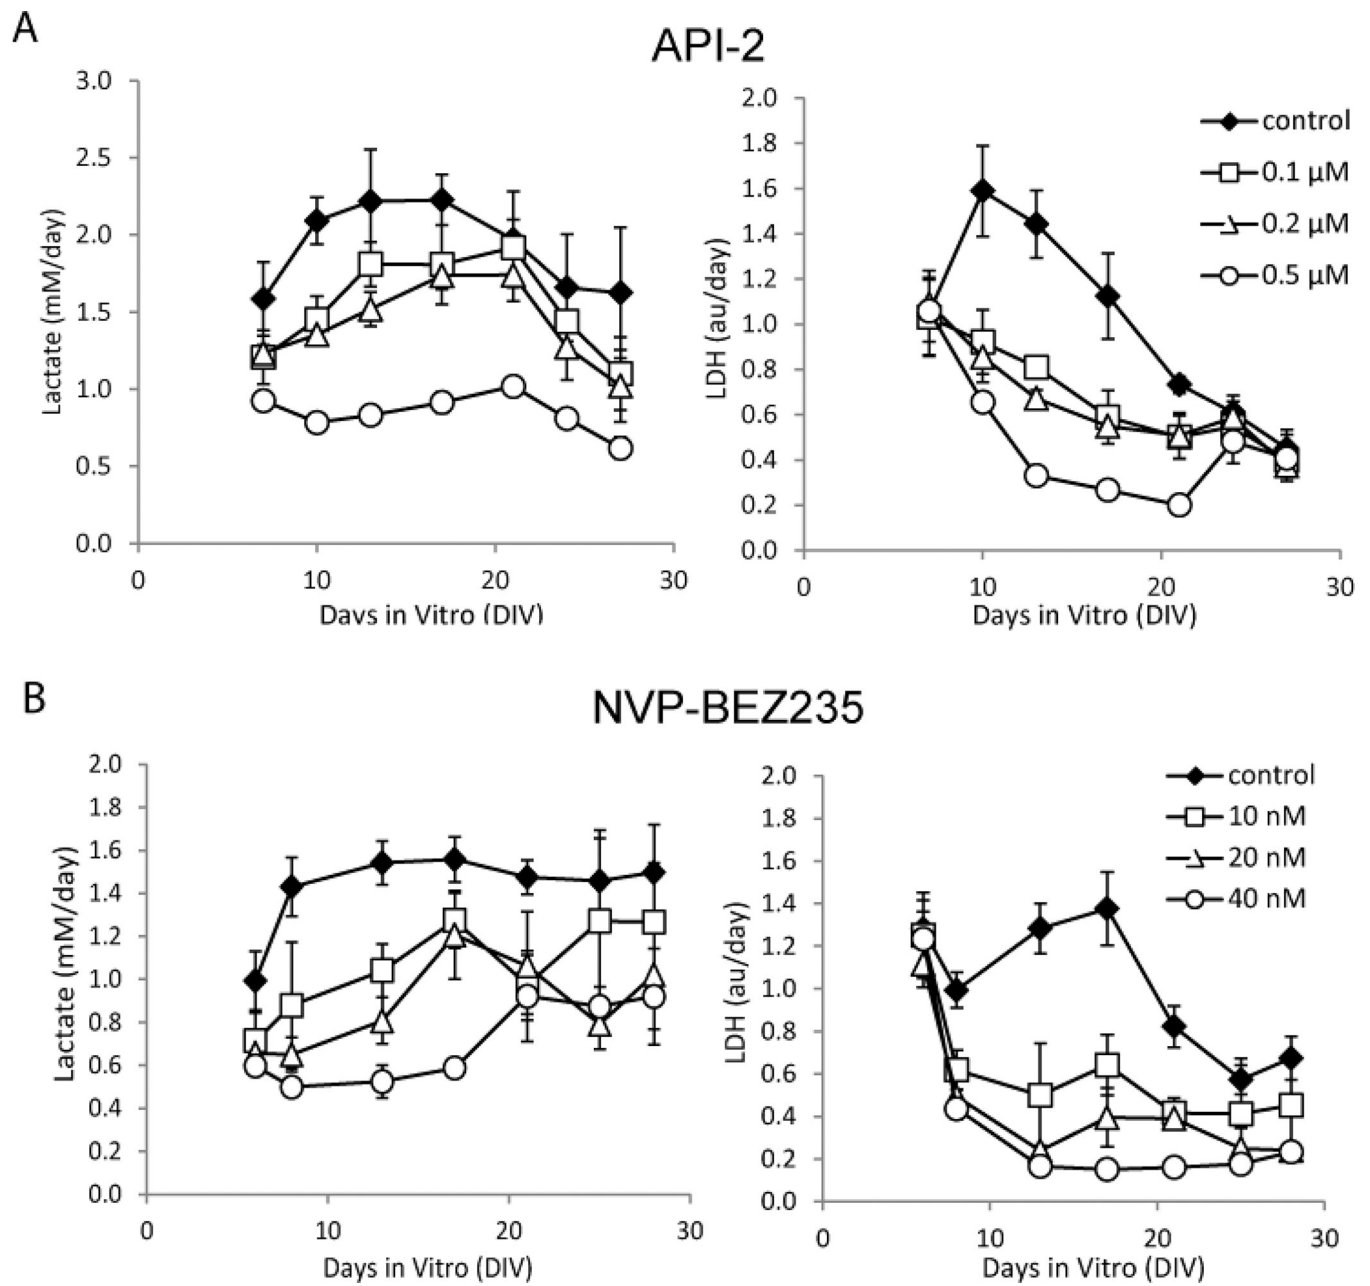 A
API-2
Lactate (mM/day)
3.0
2.5
2.0
1.5
1.0
0.5
0.0
0 10 20 30
Days in Vitro (DIV)
LDH (au/day)
2.0
1.8
1.6
1.4
1.2
1.0
0.8
0.6
0.4
0.2
0.0
0 10 20 30
Days in Vitro (DIV)
control
0.1 µM
0.2 µM
0.5 µM
B
NVP-BEZ235
Lactate (mM/day)
2.0
1.8
1.6
1.4
1.2
1.0
0.8
0.6
0.4
0.2
0.0
0 10 20 30
Days in Vitro (DIV)
LDH (au/day)
2.0
1.8
1.6
1.4
1.2
1.0
0.8
0.6
0.4
0.2
0.0
0 10 20 30
Days in Vitro (DIV)
control
10 nM
20 nM
40 nM